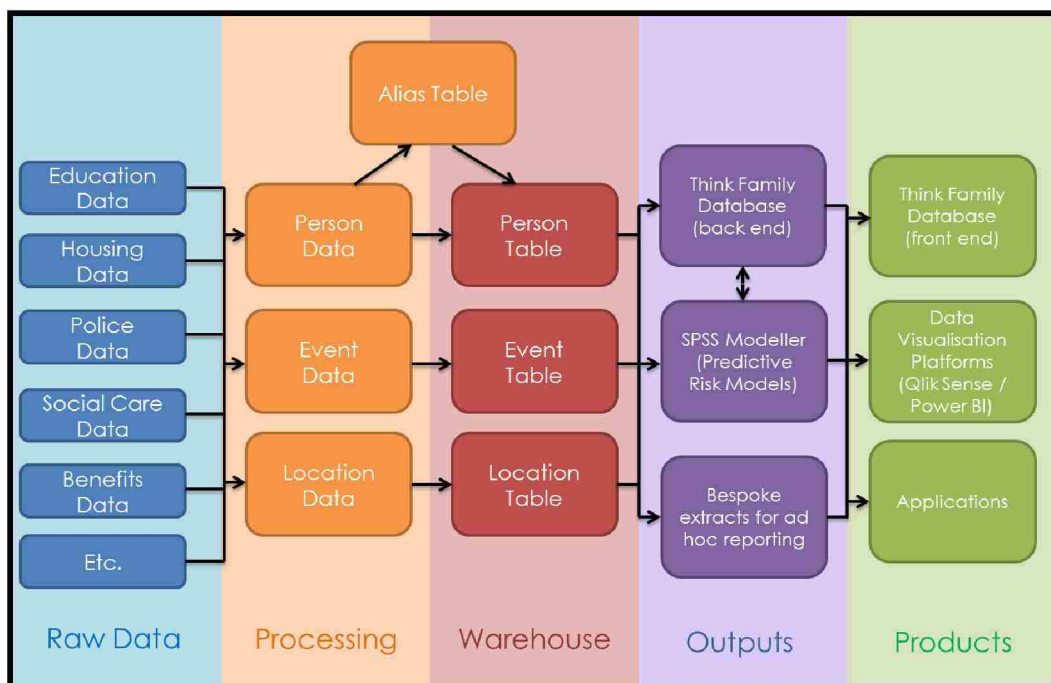 Alias Table
Education
Data
Housing
Data
Police
Data
Social Care
Data
Benefits
Data
Etc.
Person
Data
Event
Data
Location
Data
Person
Table
Event
Table
Location
Table
Think Family
Database
(back end)
SPSS Modeller
(Predictive
Risk Models)
Bespoke
extracts for ad
hoc reporting
Think Family
Database
(front end)
Data
Visualisation
Platforms
(Qlik Sense /
Power BI)
Applications
Raw Data
Processing
Warehouse
Outputs
Products